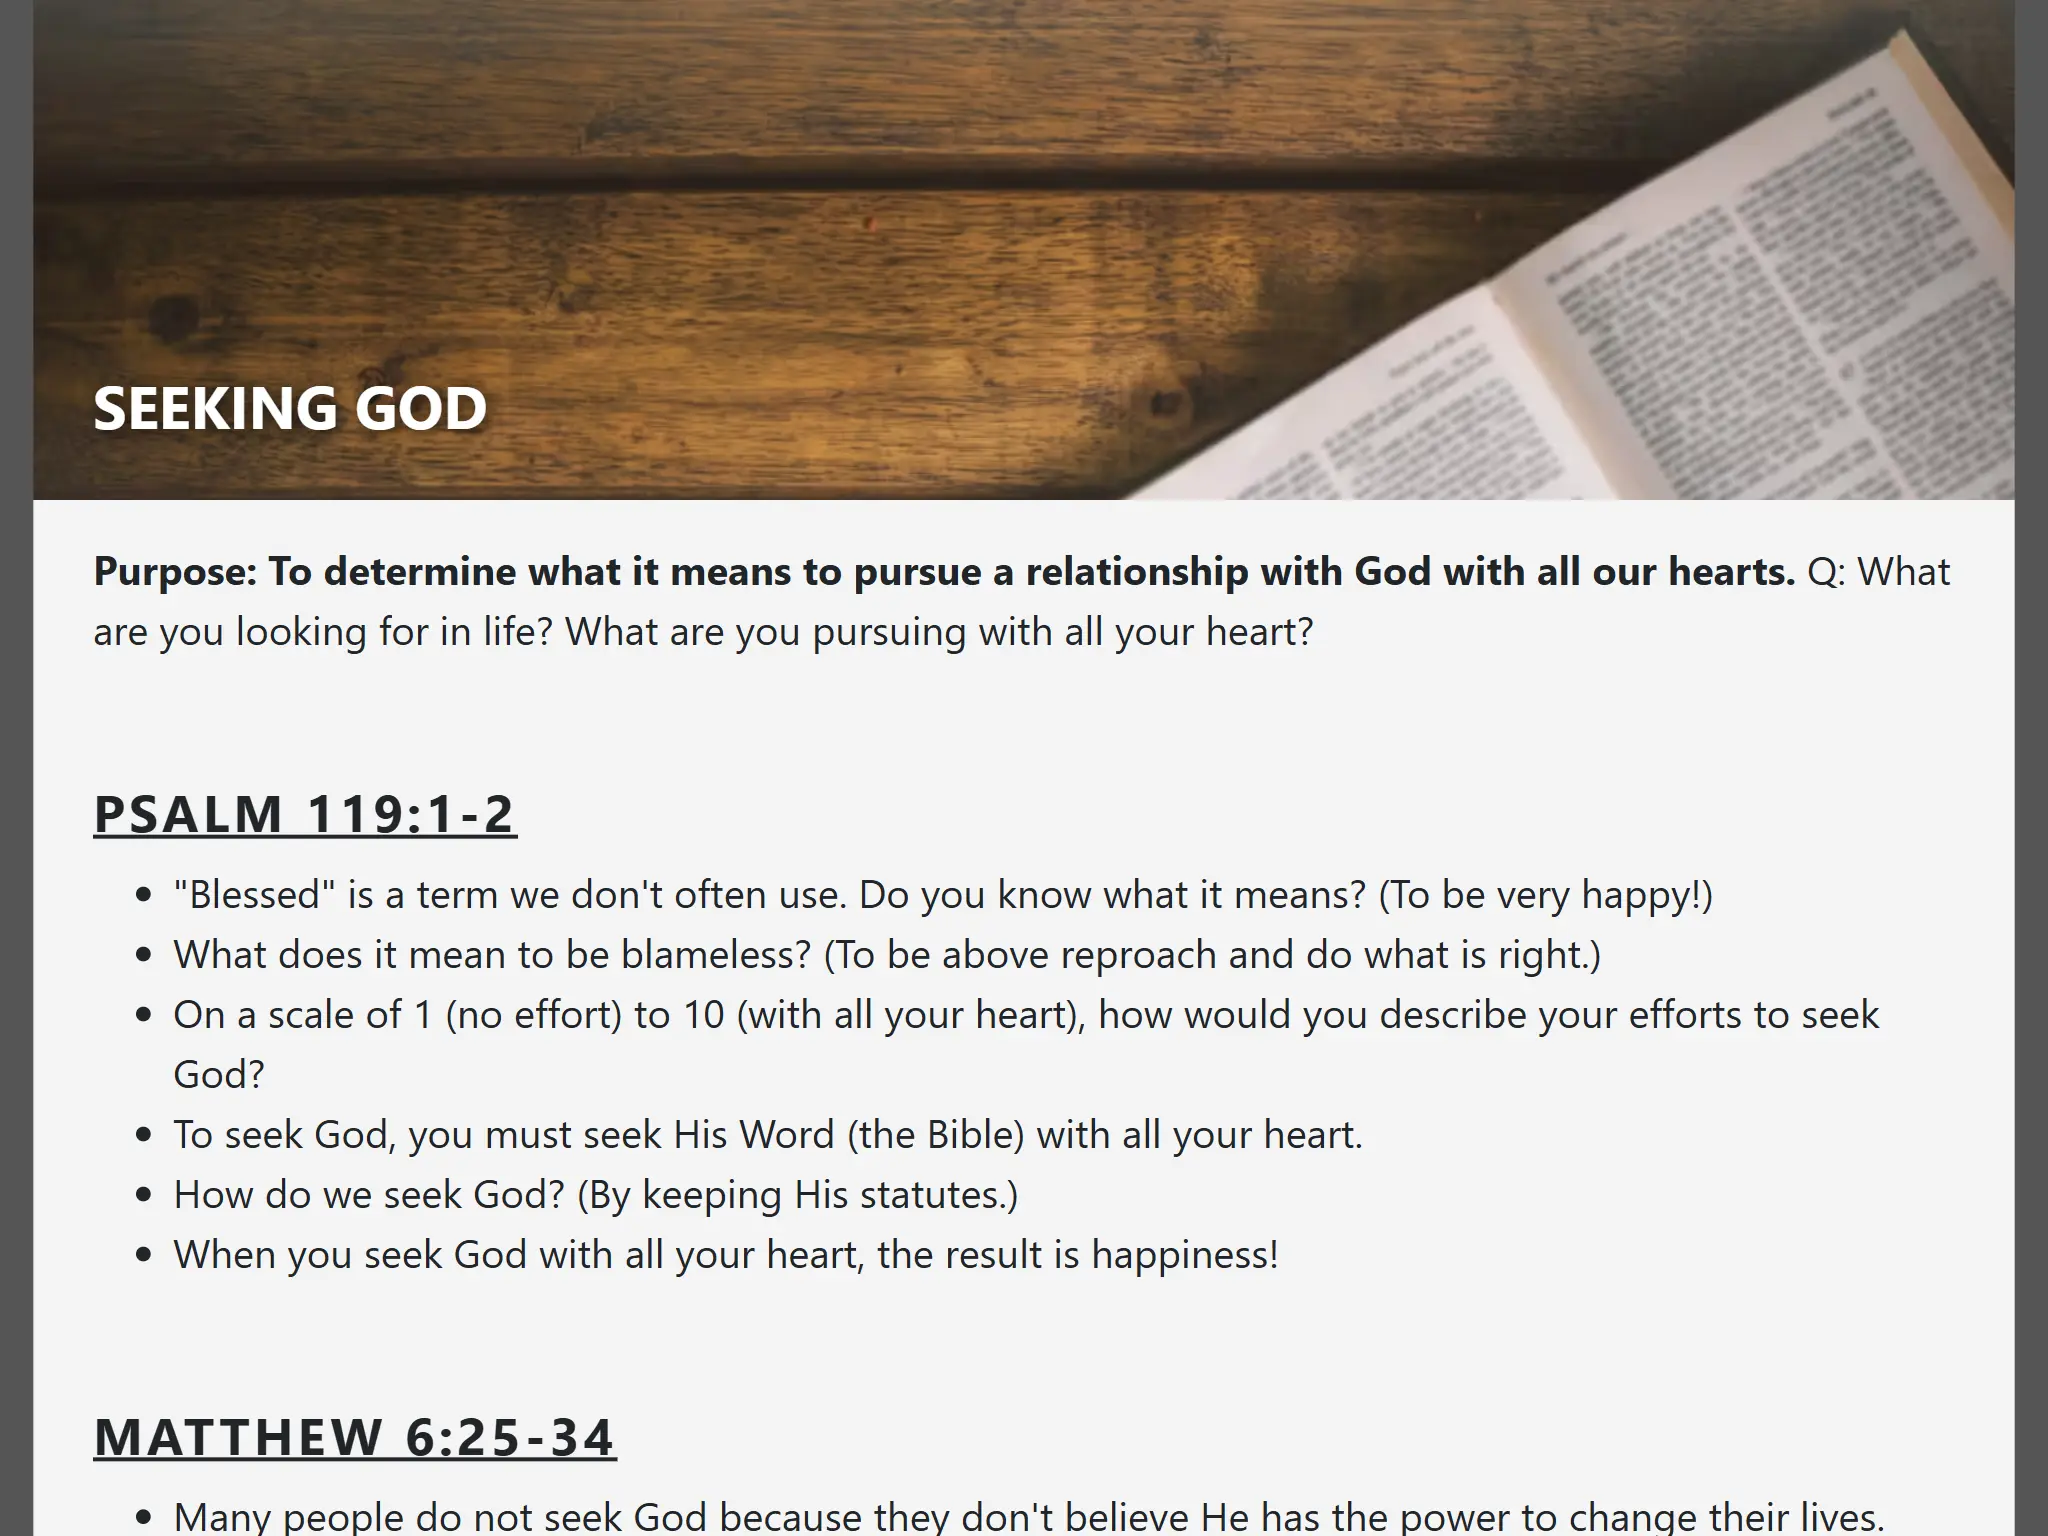 SEEKING GOD
Purpose: To determine what it means to pursue a relationship with God with all our hearts. Q: What
are you looking for in life? What are you pursuing with all your heart?
PSALM 119:1-2
• "Blessed" is a term we don't often use. Do you know what it means? (To be very happy!)
• What does it mean to be blameless? (To be above reproach and do what is right.)
• On a scale of 1 (no effort) to 10 (with all your heart), how would you describe your efforts to seek
God?
• To seek God, you must seek His Word (the Bible) with all your heart.
• How do we seek God? (By keeping His statutes.)
• When you seek God with all your heart, the result is happiness!
MATTHEW 6:25-34
• Many people do not seek God because they don't believe He has the power to change their lives.